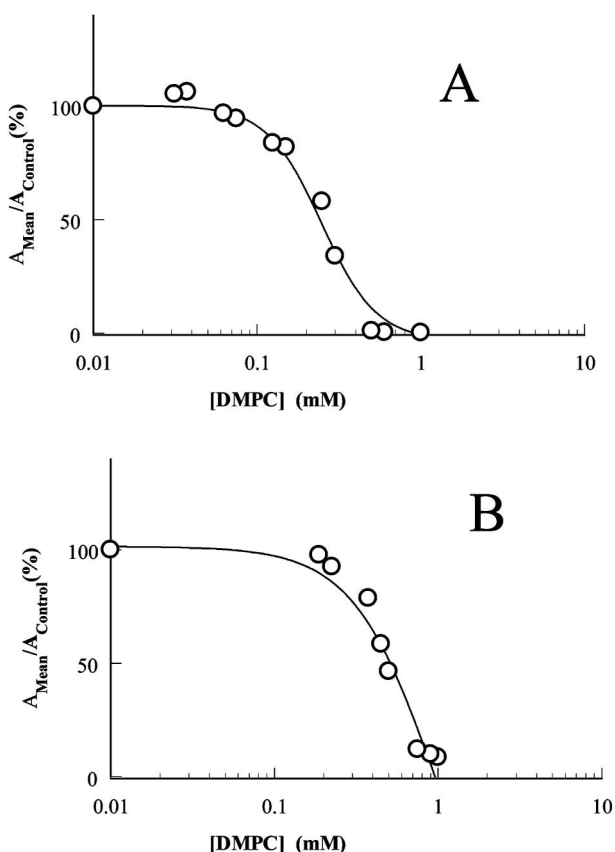 A
100
50
0
0.01 0.1 1 10
A_Mean/A_Control(%)
[DMPC] (mM)
B
100
50
0
0.01 0.1 1 10
A_Mean/A_Control(%)
[DMPC] (mM)